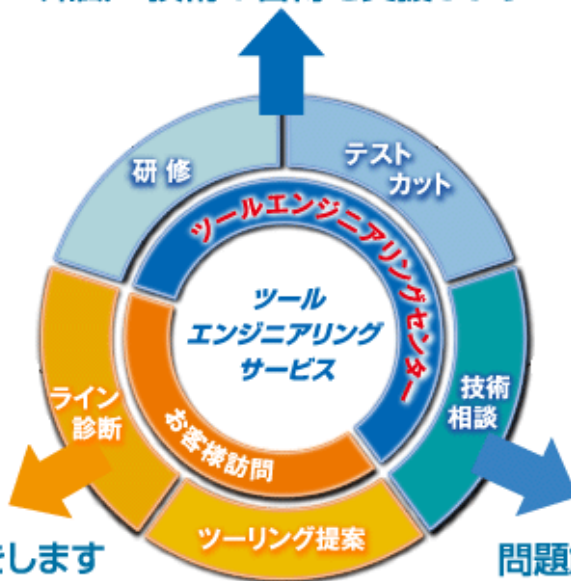 研修
テスト
カット
ツールエンジニアリングセンター
ツール
エンジニアリング
サービス
ライン
診断
お客様訪問
技術
相談
ツーリング提案
をします
問題